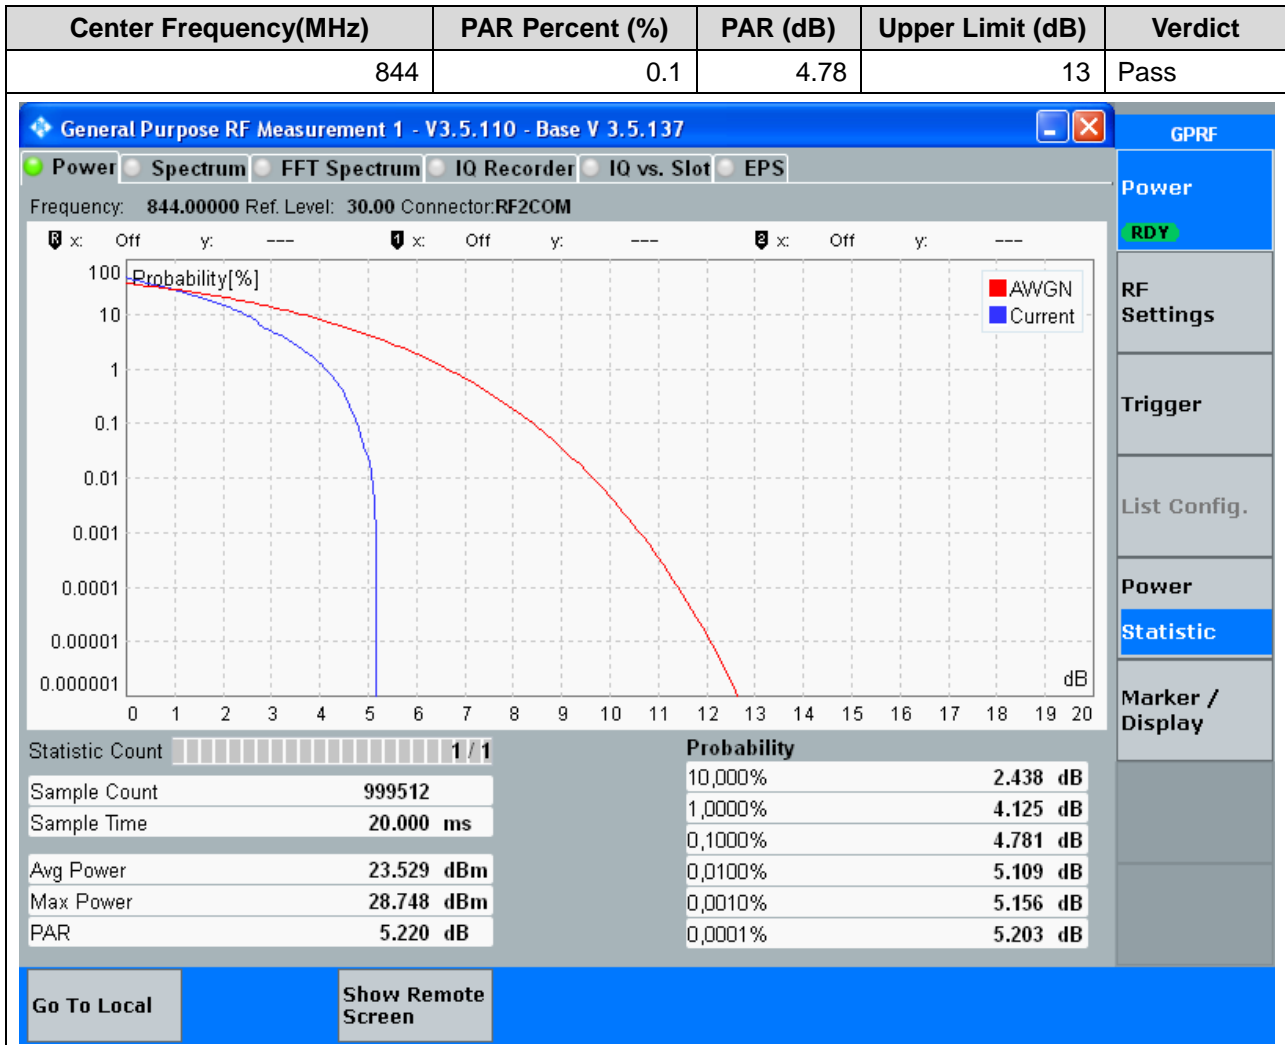 Center Frequency(MHz) PAR Percent (%) PAR (dB) Upper Limit (dB) Verdict
844 0.1 4.78 13 Pass
General Purpose RF Measurement 1 - V3.5.110 - Base V 3.5.137
GPRF
Power Spectrum FFT Spectrum IQ Recorder IQ vs. Slot EPS
Frequency: 844.00000 Ref. Level: 30.00 Connector:RF2COM
R x: Off y: --- 1 x: Off y: --- 2 x: Off y: ---
Probability[%]
100
10
1
0.1
0.01
0.001
0.0001
0.00001
0.000001
AWGN
Current
dB
0 1 2 3 4 5 6 7 8 9 10 11 12 13 14 15 16 17 18 19 20
Statistic Count 1 / 1
Sample Count 999512
Sample Time 20.000 ms
Avg Power 23.529 dBm
Max Power 28.748 dBm
PAR 5.220 dB
Probability
10,000% 2.438 dB
1,0000% 4.125 dB
0,1000% 4.781 dB
0,0100% 5.109 dB
0,0010% 5.156 dB
0,0001% 5.203 dB
Power
RDY
RF
Settings
Trigger
List Config.
Power
Statistic
Marker /
Display
Go To Local
Show Remote
Screen